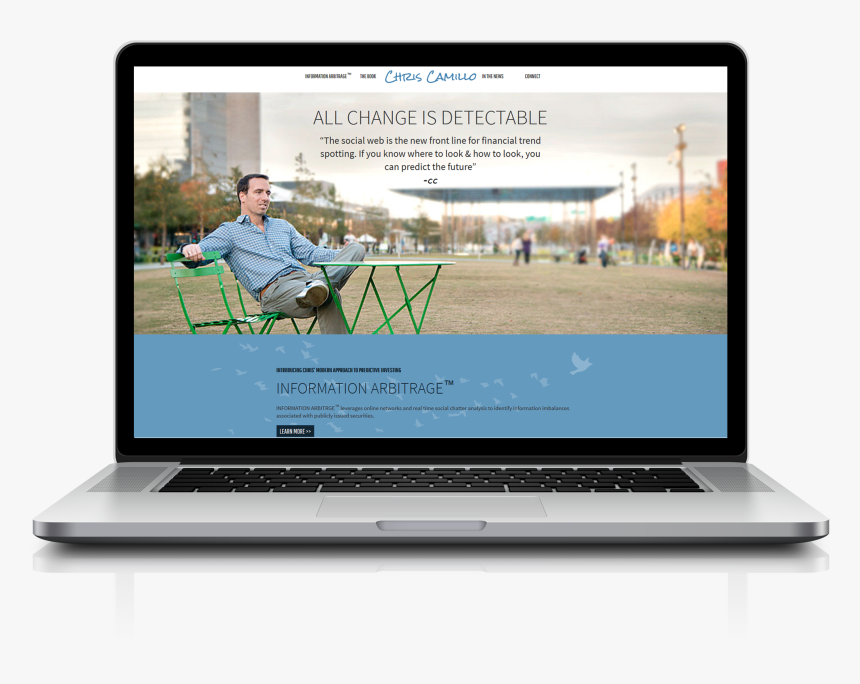 INFORMATION ARBITRAGE™ THE BOOK Chris Camillo IN THE NEWS CONNECT
ALL CHANGE IS DETECTABLE
“The social web is the new front line for financial trend
spotting. If you know where to look & how to look, you
can predict the future”
-cc
INTRODUCING CHRIS' MODERN APPROACH TO PREDICTIVE INVESTING
INFORMATION ARBITRAGE™
INFORMATION ARBITRGE™ leverages online networks and real time social chatter analysis to identify information imbalances
associated with publicly issued securities.
LEARN MORE >>